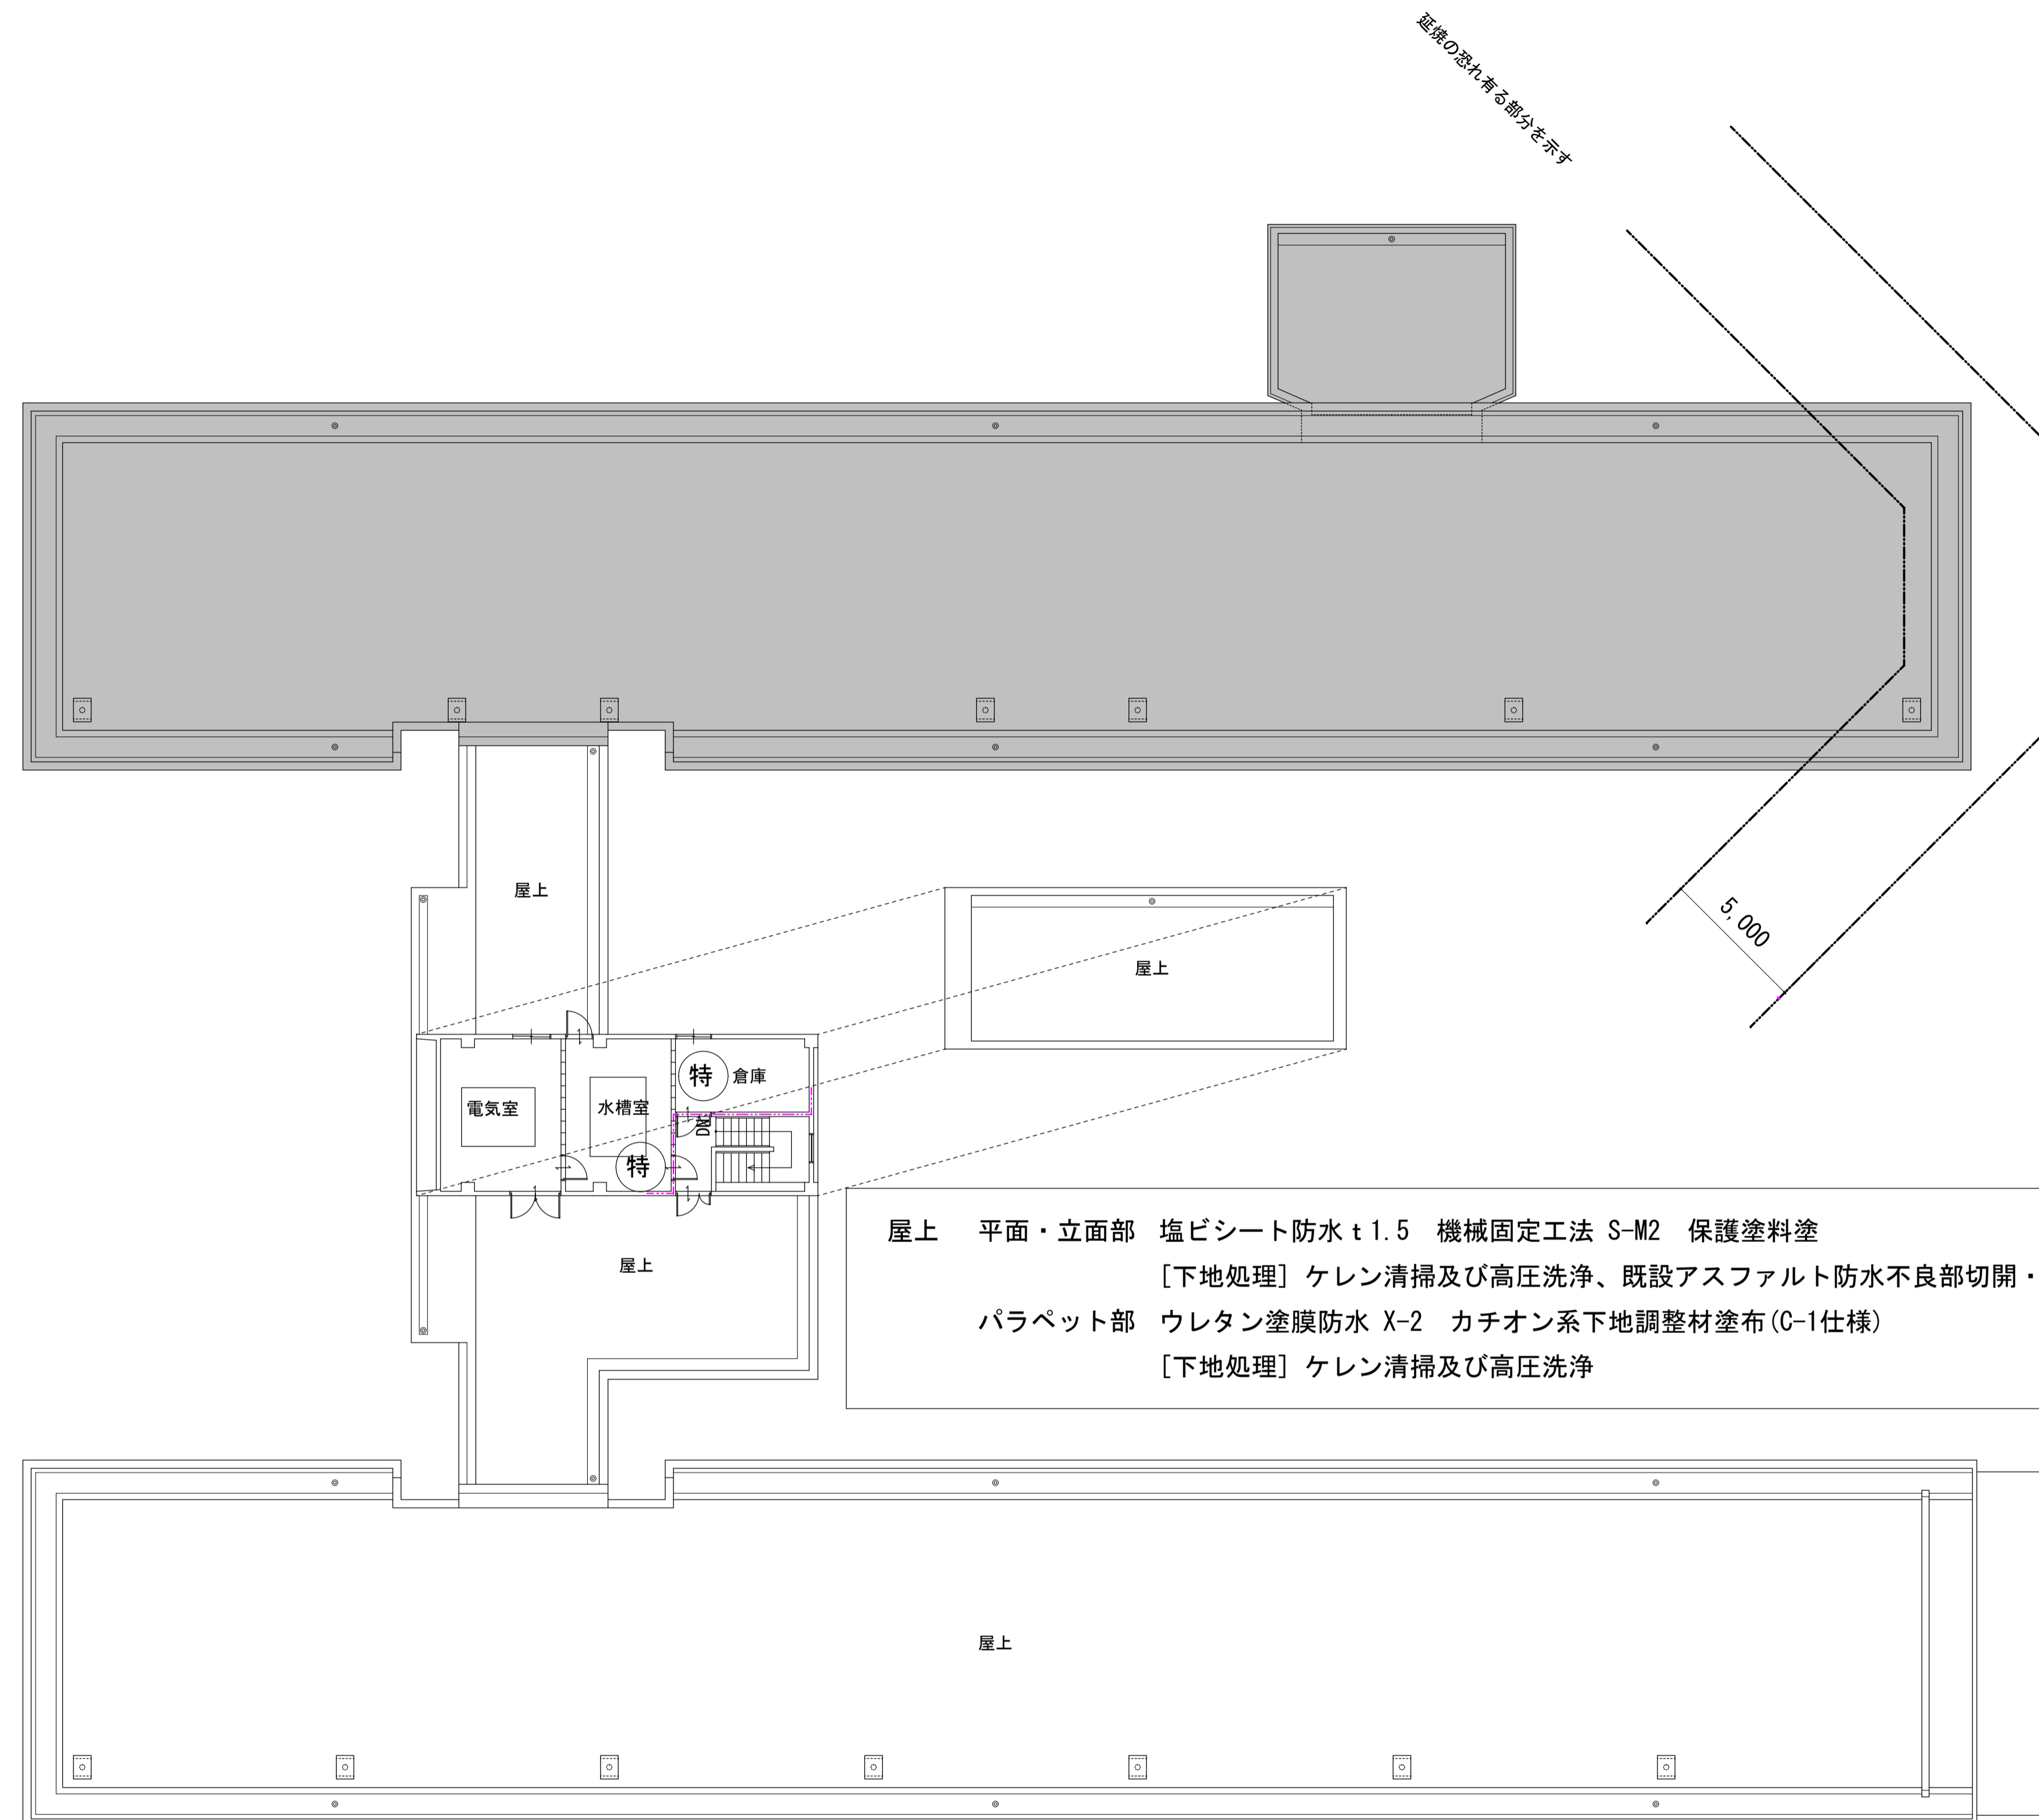 延焼の恐れ有る部分を示す
屋上
5,000
屋上
特
倉庫
電気室
水槽室
DN
特
屋上　平面・立面部　塩ビシート防水ｔ1.5　機械固定工法 S-M2　保護塗料塗
[下地処理] ケレン清掃及び高圧洗浄、既設アスファルト防水不良部切開・
屋上
パラペット部　ウレタン塗膜防水 X-2　カチオン系下地調整材塗布(C-1仕様)
[下地処理] ケレン清掃及び高圧洗浄
屋上